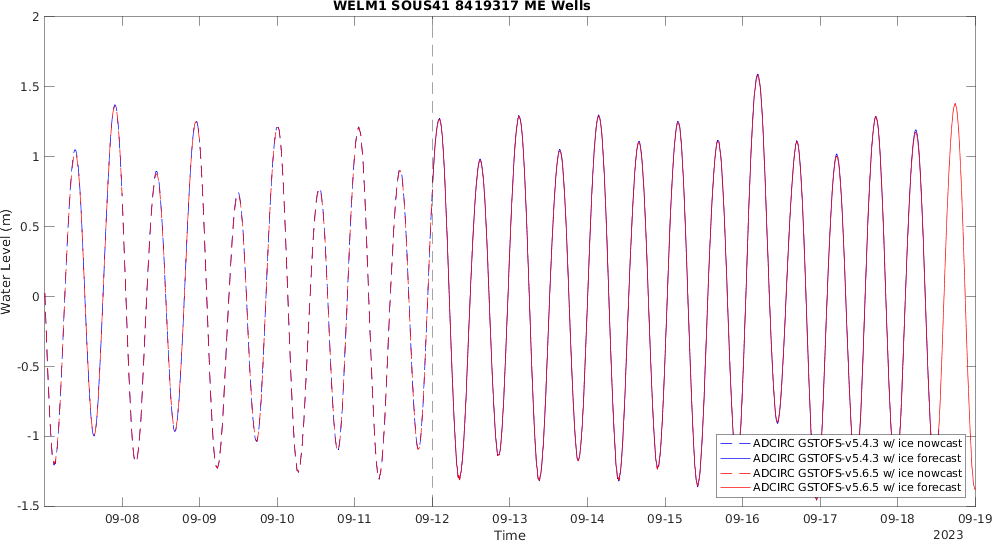 WELM1 SOUS41 8419317 ME Wells
2
1.5
1
0.5
0
-0.5
-1
-1.5
Water Level (m)
ADCIRC GSTOFS-v5.4.3 w/ ice nowcast
ADCIRC GSTOFS-v5.4.3 w/ ice forecast
ADCIRC GSTOFS-v5.6.5 w/ ice nowcast
ADCIRC GSTOFS-v5.6.5 w/ ice forecast
09-08 09-09 09-10 09-11 09-12 09-13 09-14 09-15 09-16 09-17 09-18 09-19
Time
2023